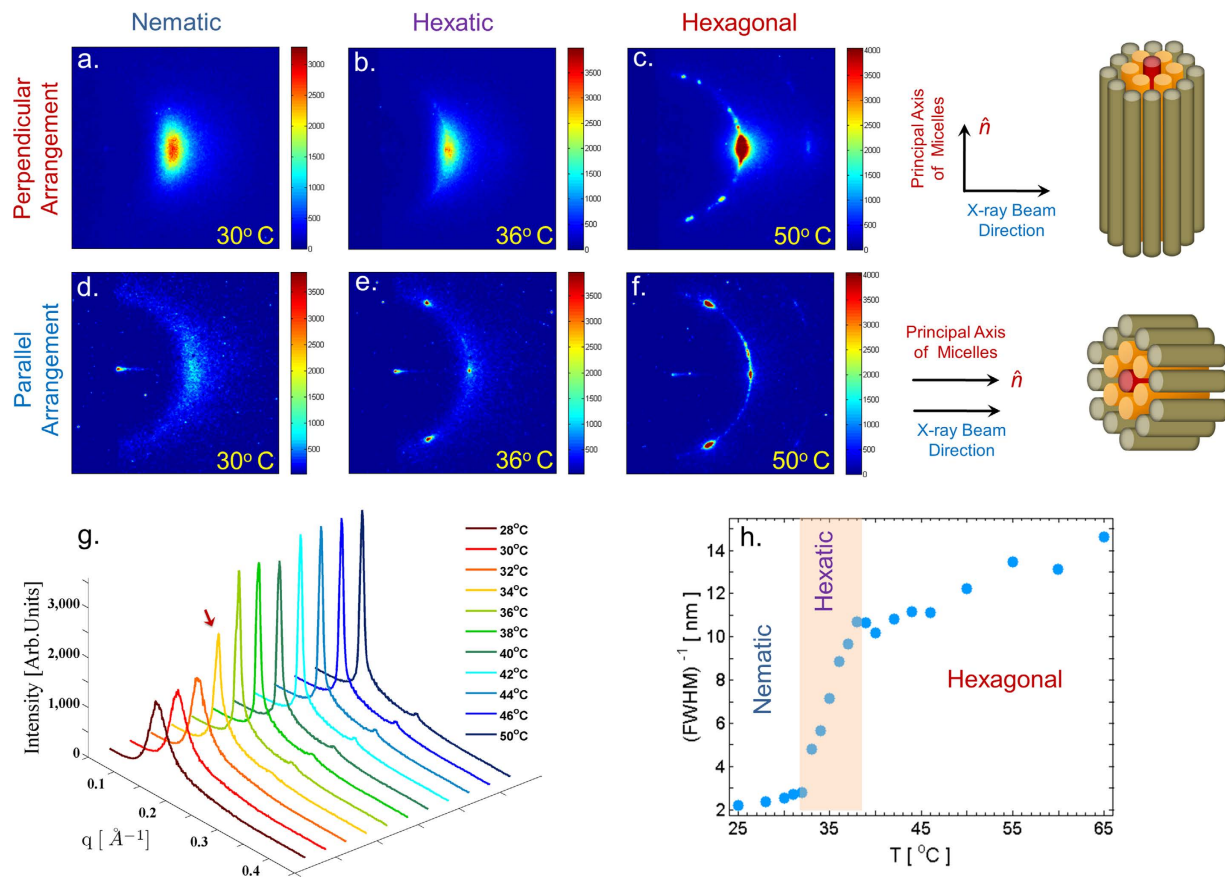 Nematic
Hexatic
Hexagonal
Perpendicular
Arrangement
a.
30° C
3000
2500
2000
1500
1000
500
0
b.
36° C
3500
3000
2500
2000
1500
1000
500
c.
50° C
4000
3500
3000
2500
2000
1500
1000
500
0
Principal Axis
of Micelles
n̂
X-ray Beam
Direction
Parallel
Arrangement
d.
30° C
3500
3000
2500
2000
1500
1000
500
e.
36° C
3500
3000
2500
2000
1500
1000
500
f.
50° C
4000
3500
3000
2500
2000
1500
1000
500
0
Principal Axis
of Micelles
n̂
X-ray Beam
Direction
g.
Intensity [Arb.Units]
3,000
2,000
1,000
0
0.1
0.2
0.3
0.4
q [ Å⁻¹]
28°C
30°C
32°C
34°C
36°C
38°C
40°C
42°C
44°C
46°C
50°C
h.
(FWHM)⁻¹ [ nm ]
14
12
10
8
6
4
2
Nematic
Hexatic
Hexagonal
25
35
45
55
65
T [ °C ]